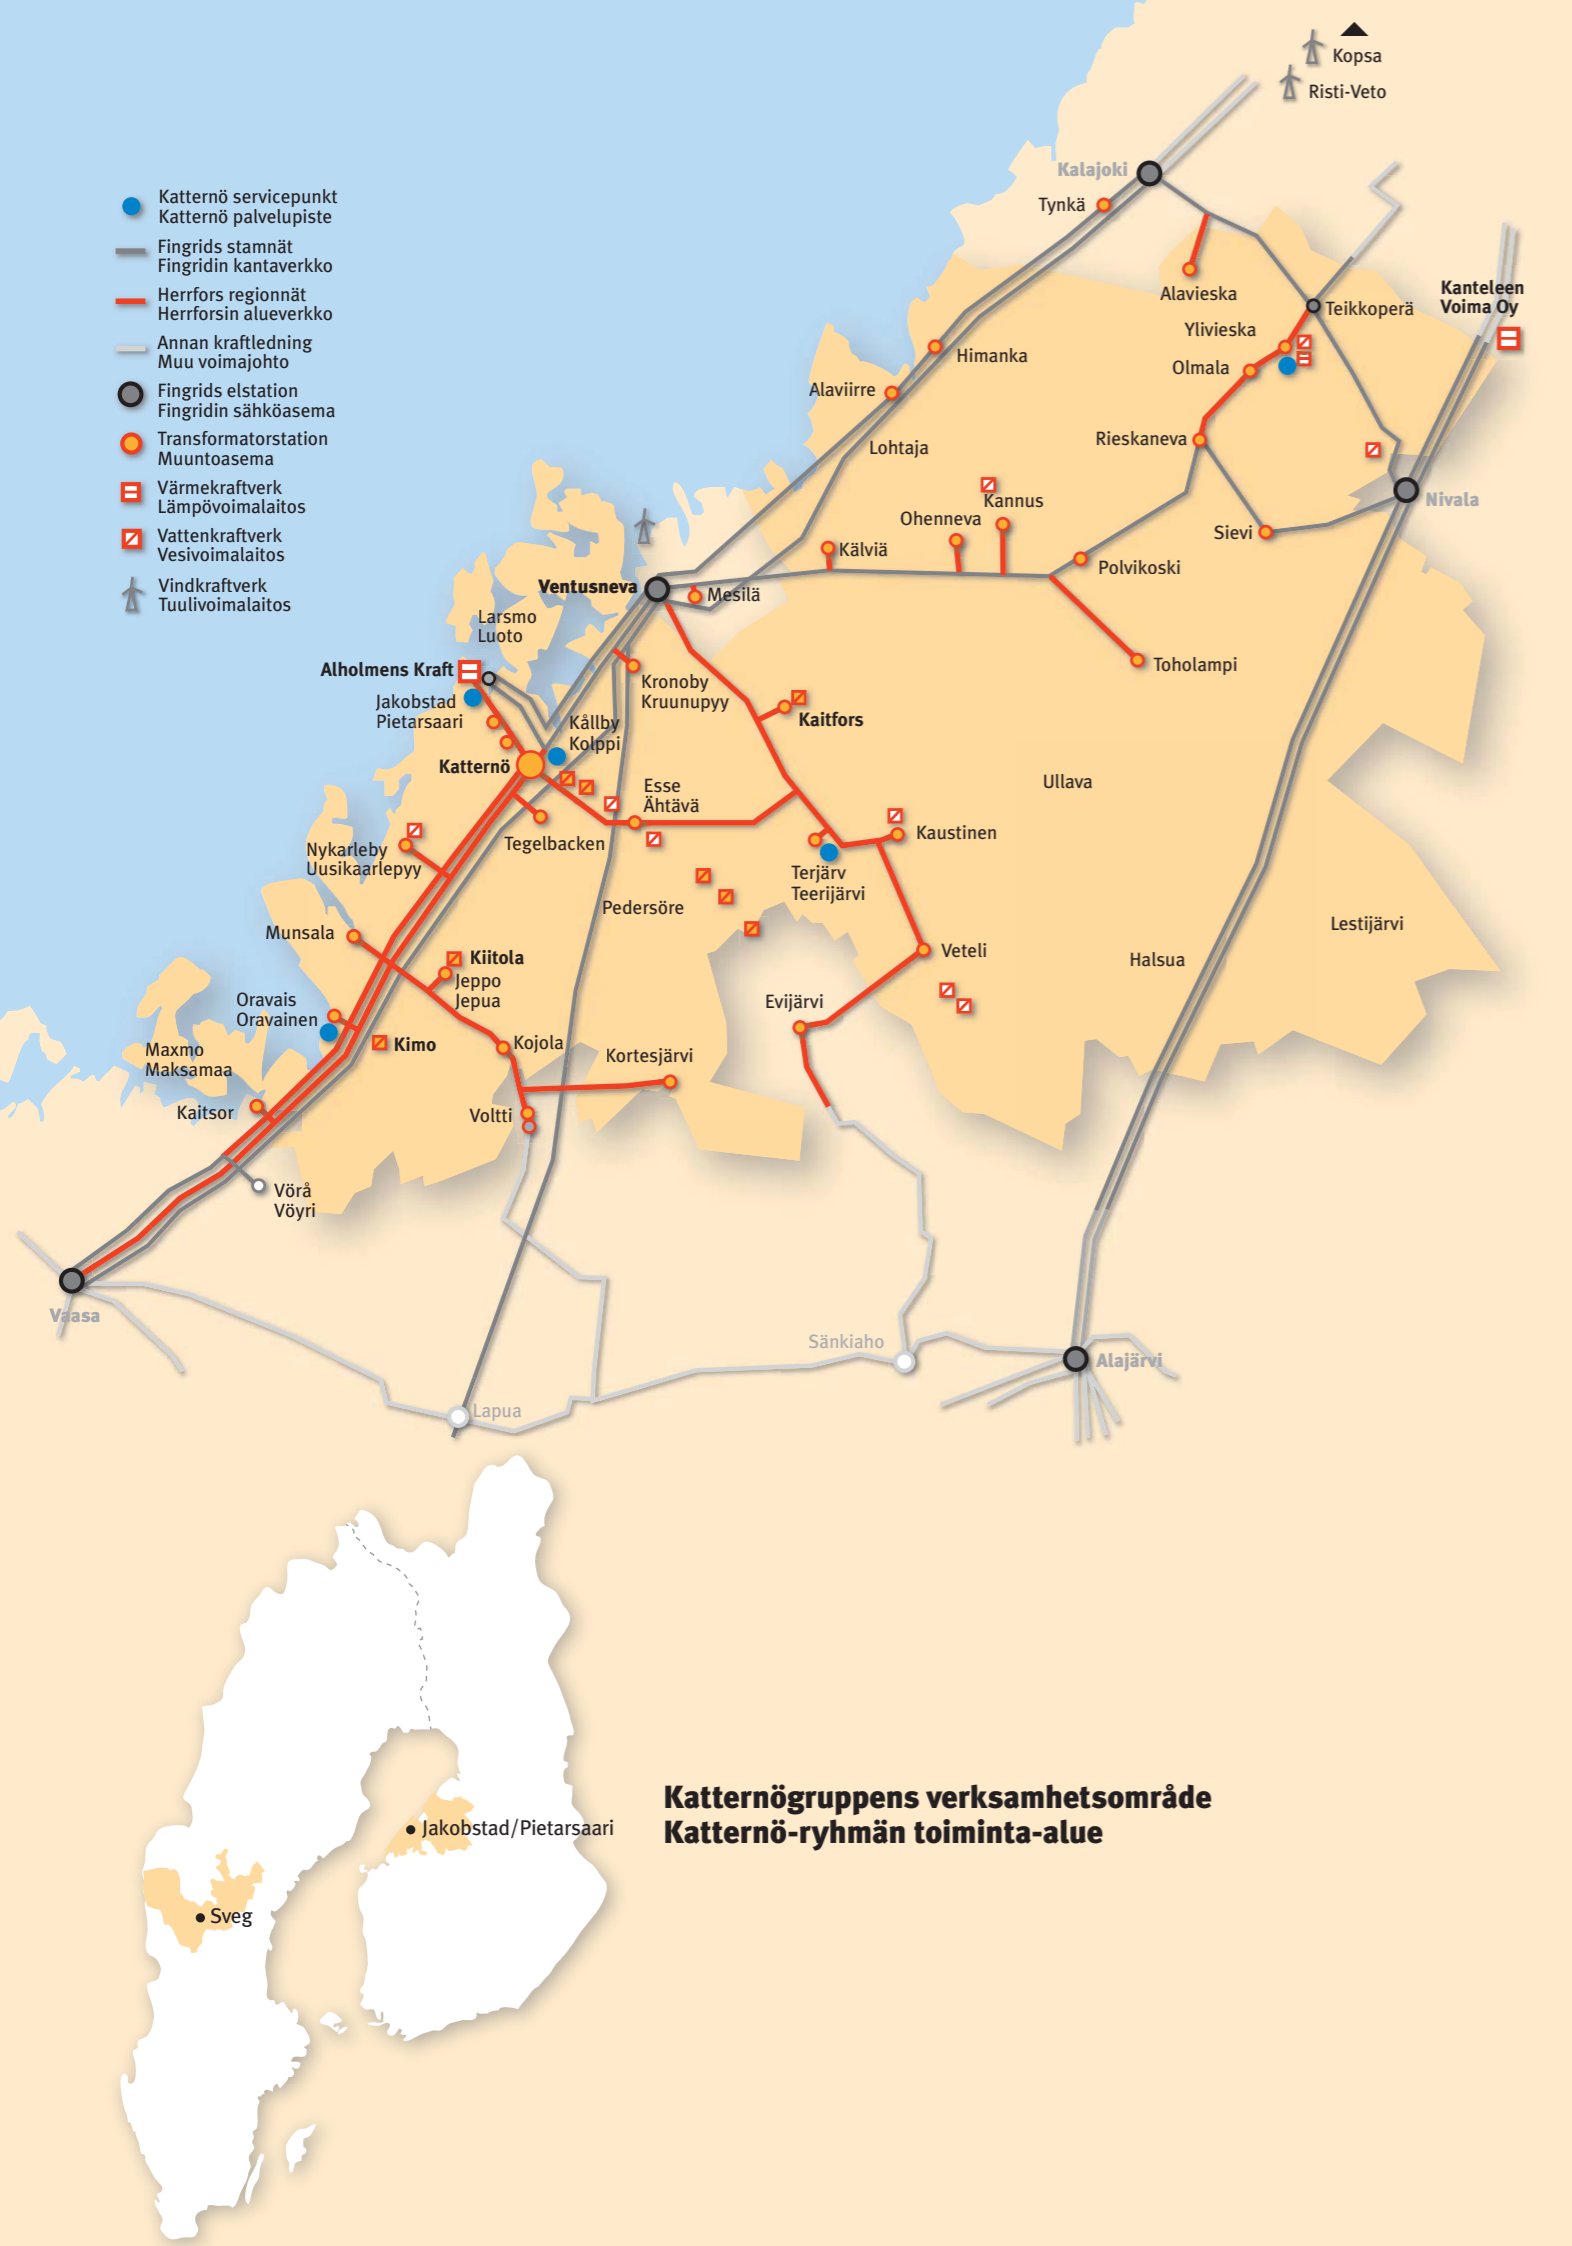 Kopsa
Risti-Veto
Kalajoki
Tynkä
Katternö servicepunkt
Katternö palvelupiste
Fingrids stamnät
Fingridin kantaverkko
Herrfors regionnät
Herrforsin alueverkko
Annan kraftledning
Muu voimajohto
Fingrids elstation
Fingridin sähköasema
Transformatorstation
Muuntoasema
Värmekraftverk
Lämpövoimalaitos
Vattenkraftverk
Vesivoimalaitos
Vindkraftverk
Tuulivoimalaitos
Alavieska
Kanteleen
Voima Oy
Teikkoperä
Ylivieska
Himanka
Olmala
Alaviirre
Rieskaneva
Lohtaja
Kannus
Nivala
Ohenneva
Sievi
Kälviä
Polvikoski
Ventusneva
Mesilä
Larsmo
Luoto
Toholampi
Alholmens Kraft
Kronoby
Kruunupyy
Jakobstad
Pietarsaari
Kaitfors
Kållby
Kolppi
Katternö
Esse
Ähtävä
Ullava
Tegelbacken
Kaustinen
Nykarleby
Uusikaarlepyy
Terjärv
Teerijärvi
Pedersöre
Lestijärvi
Munsala
Veteli
Halsua
Kiitola
Jeppo
Jepua
Oravais
Oravainen
Evijärvi
Kimo
Kojola
Maxmo
Maksamaa
Kortesjärvi
Kaitsor
Voltti
Vörå
Vöyri
Vaasa
Sänkiaho
Alajärvi
Lapua
Katternögruppens verksamhetsområde
Katternö-ryhmän toiminta-alue
Jakobstad/Pietarsaari
Sveg